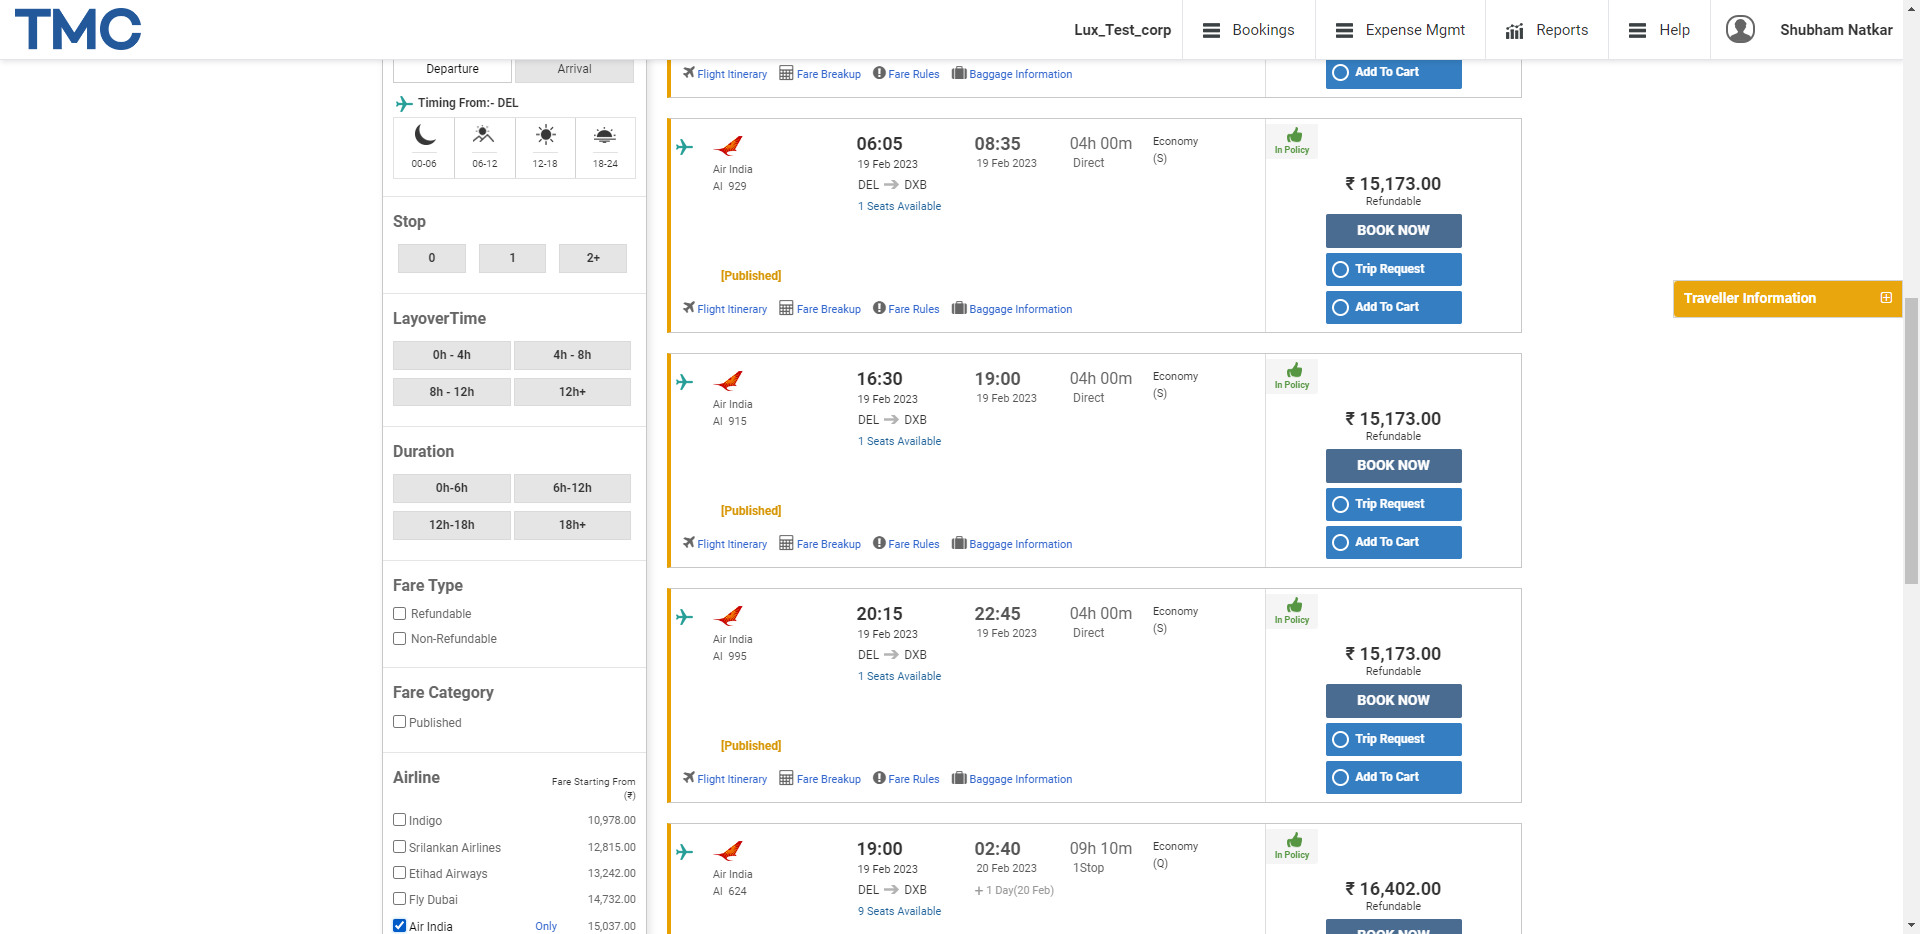 TMC
Lux_Test_corp
Bookings
Expense Mgmt
Reports
Help
Shubham Natkar
Departure
Arrival
Timing From:- DEL
00-06
06-12
12-18
18-24
Stop
0
1
2+
LayoverTime
0h - 4h
4h - 8h
8h - 12h
12h+
Duration
0h-6h
6h-12h
12h-18h
18h+
Fare Type
Refundable
Non-Refundable
Fare Category
Published
Airline
Fare Starting From
(₹)
Indigo 10,978.00
Srilankan Airlines 12,815.00
Etihad Airways 13,242.00
Fly Dubai 14,732.00
Air India Only 15,037.00
Flight Itinerary Fare Breakup Fare Rules Baggage Information
Add To Cart
Air India
AI 929
06:05
19 Feb 2023
DEL DXB
1 Seats Available
08:35
19 Feb 2023
04h 00m
Direct
Economy
(S)
[Published]
Flight Itinerary Fare Breakup Fare Rules Baggage Information
In Policy
₹ 15,173.00
Refundable
BOOK NOW
Trip Request
Add To Cart
Air India
AI 915
16:30
19 Feb 2023
DEL DXB
1 Seats Available
19:00
19 Feb 2023
04h 00m
Direct
Economy
(S)
[Published]
Flight Itinerary Fare Breakup Fare Rules Baggage Information
In Policy
₹ 15,173.00
Refundable
BOOK NOW
Trip Request
Add To Cart
Air India
AI 995
20:15
19 Feb 2023
DEL DXB
1 Seats Available
22:45
19 Feb 2023
04h 00m
Direct
Economy
(S)
[Published]
Flight Itinerary Fare Breakup Fare Rules Baggage Information
In Policy
₹ 15,173.00
Refundable
BOOK NOW
Trip Request
Add To Cart
Air India
AI 624
19:00
19 Feb 2023
DEL DXB
9 Seats Available
02:40
20 Feb 2023
+ 1 Day(20 Feb)
09h 10m
1Stop
Economy
(Q)
In Policy
₹ 16,402.00
Refundable
BOOK NOW
Traveller Information